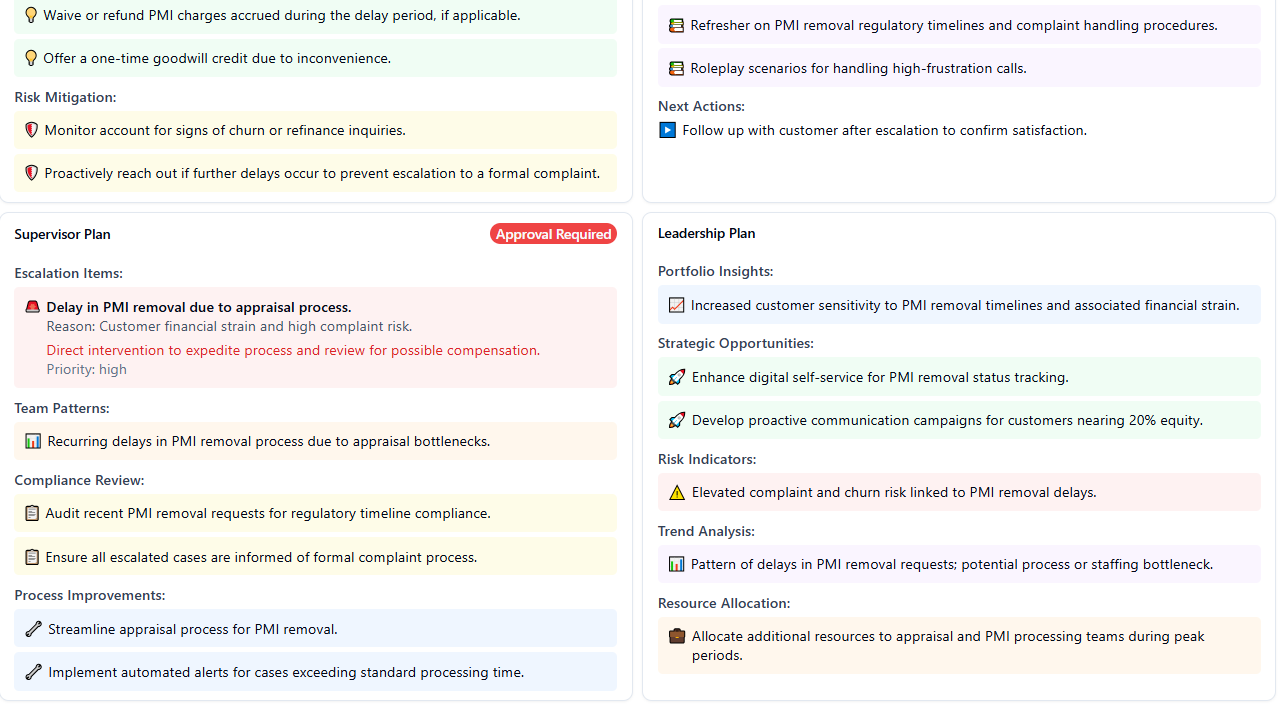 Waive or refund PMI charges accrued during the delay period, if applicable.
Offer a one-time goodwill credit due to inconvenience.
Risk Mitigation:
Monitor account for signs of churn or refinance inquiries.
Proactively reach out if further delays occur to prevent escalation to a formal complaint.
Refresher on PMI removal regulatory timelines and complaint handling procedures.
Roleplay scenarios for handling high-frustration calls.
Next Actions:
Follow up with customer after escalation to confirm satisfaction.
Supervisor Plan
Approval Required
Escalation Items:
Delay in PMI removal due to appraisal process.
Reason: Customer financial strain and high complaint risk.
Direct intervention to expedite process and review for possible compensation.
Priority: high
Team Patterns:
Recurring delays in PMI removal process due to appraisal bottlenecks.
Compliance Review:
Audit recent PMI removal requests for regulatory timeline compliance.
Ensure all escalated cases are informed of formal complaint process.
Process Improvements:
Streamline appraisal process for PMI removal.
Implement automated alerts for cases exceeding standard processing time.
Leadership Plan
Portfolio Insights:
Increased customer sensitivity to PMI removal timelines and associated financial strain.
Strategic Opportunities:
Enhance digital self-service for PMI removal status tracking.
Develop proactive communication campaigns for customers nearing 20% equity.
Risk Indicators:
Elevated complaint and churn risk linked to PMI removal delays.
Trend Analysis:
Pattern of delays in PMI removal requests; potential process or staffing bottleneck.
Resource Allocation:
Allocate additional resources to appraisal and PMI processing teams during peak
periods.